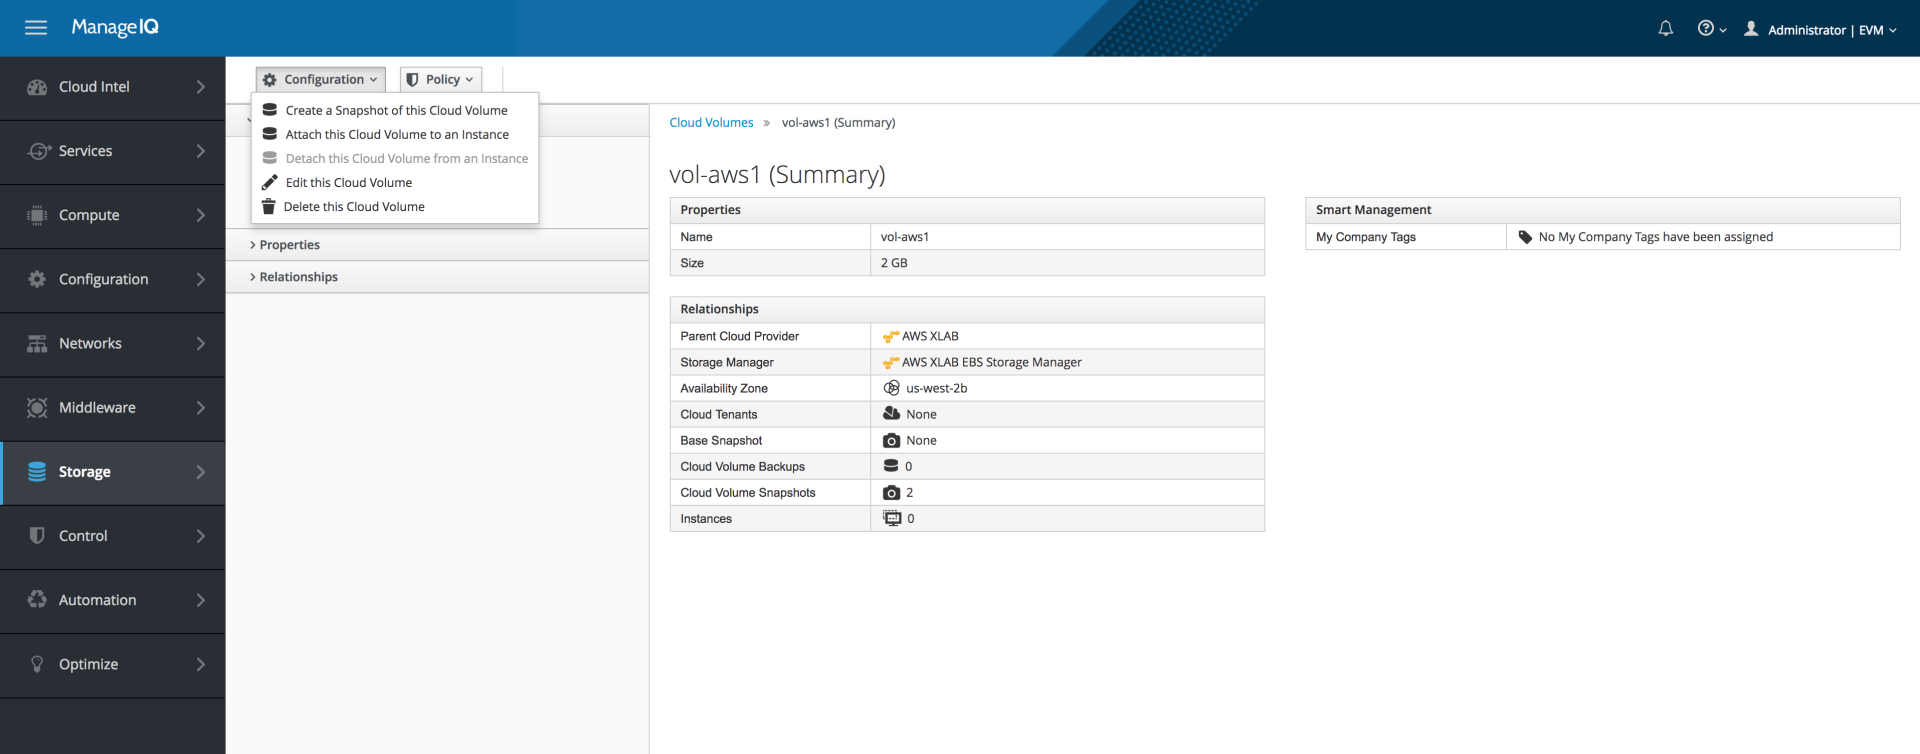 ManageIQ
Administrator | EVM
Cloud Intel
Services
Compute
Configuration
Networks
Middleware
Storage
Control
Automation
Optimize
Configuration
Policy
Create a Snapshot of this Cloud Volume
Attach this Cloud Volume to an Instance
Detach this Cloud Volume from an Instance
Edit this Cloud Volume
Delete this Cloud Volume
Properties
Relationships
Cloud Volumes » vol-aws1 (Summary)
vol-aws1 (Summary)
Properties
Name vol-aws1
Size 2 GB
Relationships
Parent Cloud Provider AWS XLAB
Storage Manager AWS XLAB EBS Storage Manager
Availability Zone us-west-2b
Cloud Tenants None
Base Snapshot None
Cloud Volume Backups 0
Cloud Volume Snapshots 2
Instances 0
Smart Management
My Company Tags No My Company Tags have been assigned